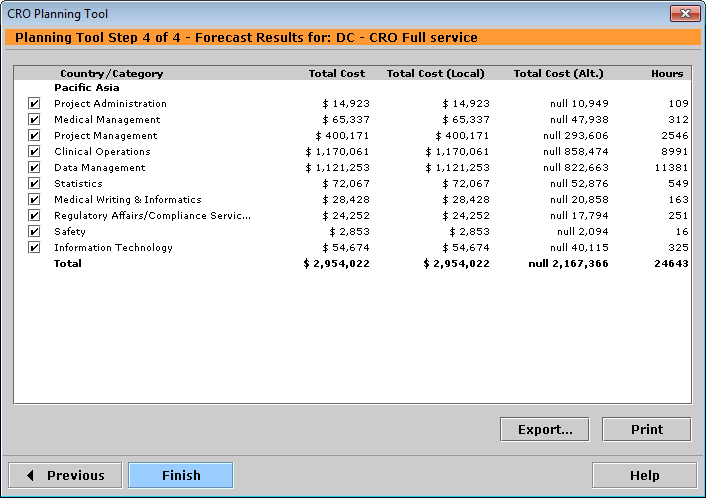 CRO Planning Tool
Planning Tool Step 4 of 4 - Forecast Results for: DC - CRO Full service
Country/Category Total Cost Total Cost (Local) Total Cost (Alt.) Hours
Pacific Asia
Project Administration $ 14,923 $ 14,923 null 10,949 109
Medical Management $ 65,337 $ 65,337 null 47,938 312
Project Management $ 400,171 $ 400,171 null 293,606 2546
Clinical Operations $ 1,170,061 $ 1,170,061 null 858,474 8991
Data Management $ 1,121,253 $ 1,121,253 null 822,663 11381
Statistics $ 72,067 $ 72,067 null 52,876 549
Medical Writing & Informatics $ 28,428 $ 28,428 null 20,858 163
Regulatory Affairs/Compliance Servic... $ 24,252 $ 24,252 null 17,794 251
Safety $ 2,853 $ 2,853 null 2,094 16
Information Technology $ 54,674 $ 54,674 null 40,115 325
Total $ 2,954,022 $ 2,954,022 null 2,167,366 24643
Export... Print
Previous Finish Help